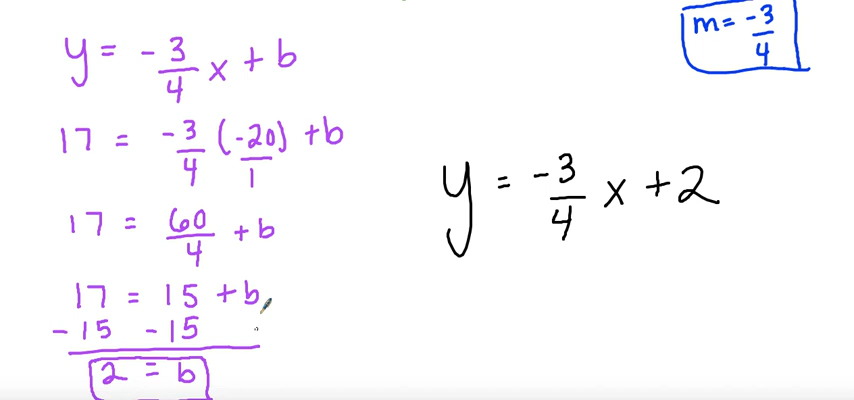 m = -3/4
y = -3/4 x + b
17 = -3/4 (-20)/1 + b
17 = 60/4 + b
17 = 15 + b
-15 -15
2 = b
y = -3/4 x + 2